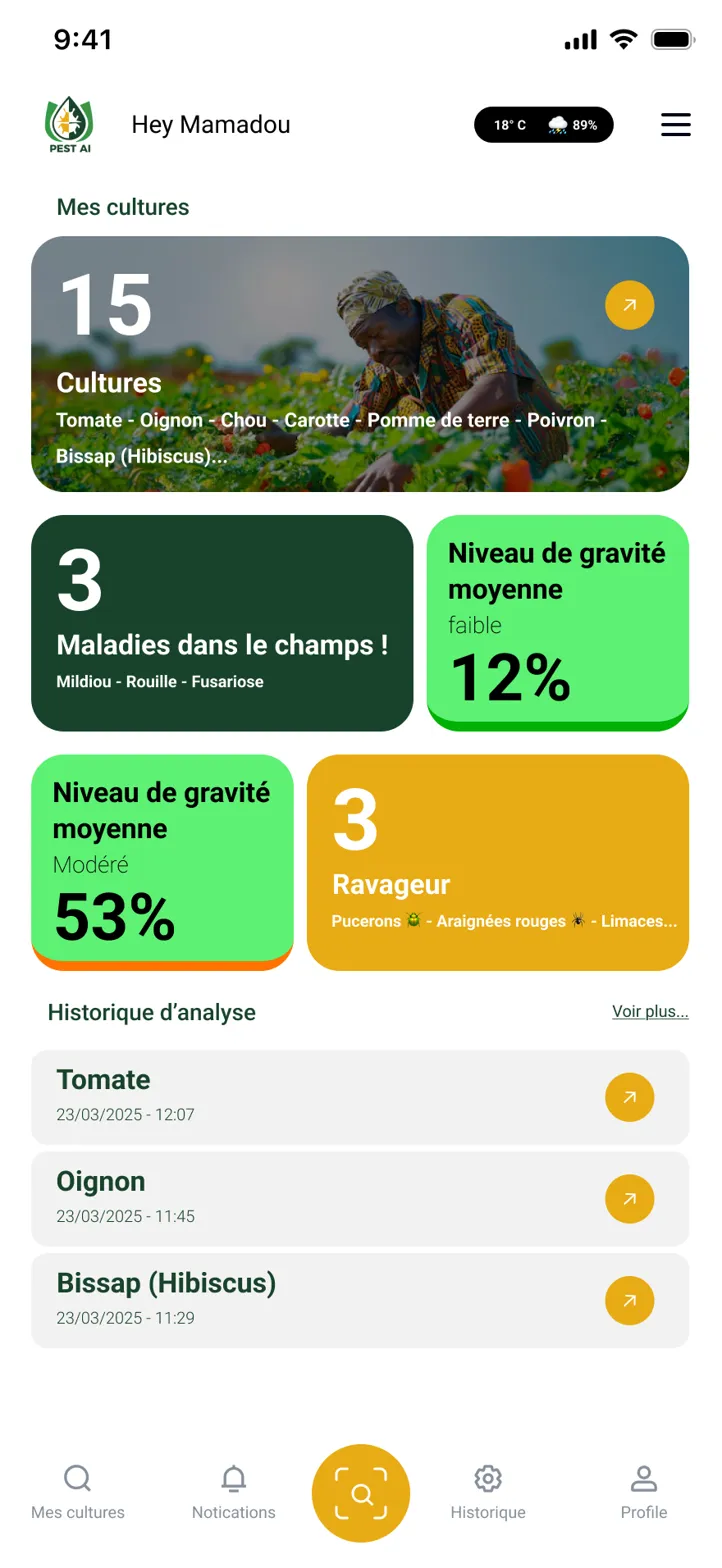 9:41
PEST AI
Hey Mamadou
18° C 89%
Mes cultures
15
Cultures
Tomate - Oignon - Chou - Carotte - Pomme de terre - Poivron -
Bissap (Hibiscus)...
3
Maladies dans le champs !
Mildiou - Rouille - Fusariose
Niveau de gravité
moyenne
faible
12%
Niveau de gravité
moyenne
Modéré
53%
3
Ravageur
Pucerons 🪲 - Araignées rouges 🕷 - Limaces...
Historique d’analyse
Voir plus...
Tomate
23/03/2025 - 12:07
Oignon
23/03/2025 - 11:45
Bissap (Hibiscus)
23/03/2025 - 11:29
Mes cultures
Notications
Historique
Profile